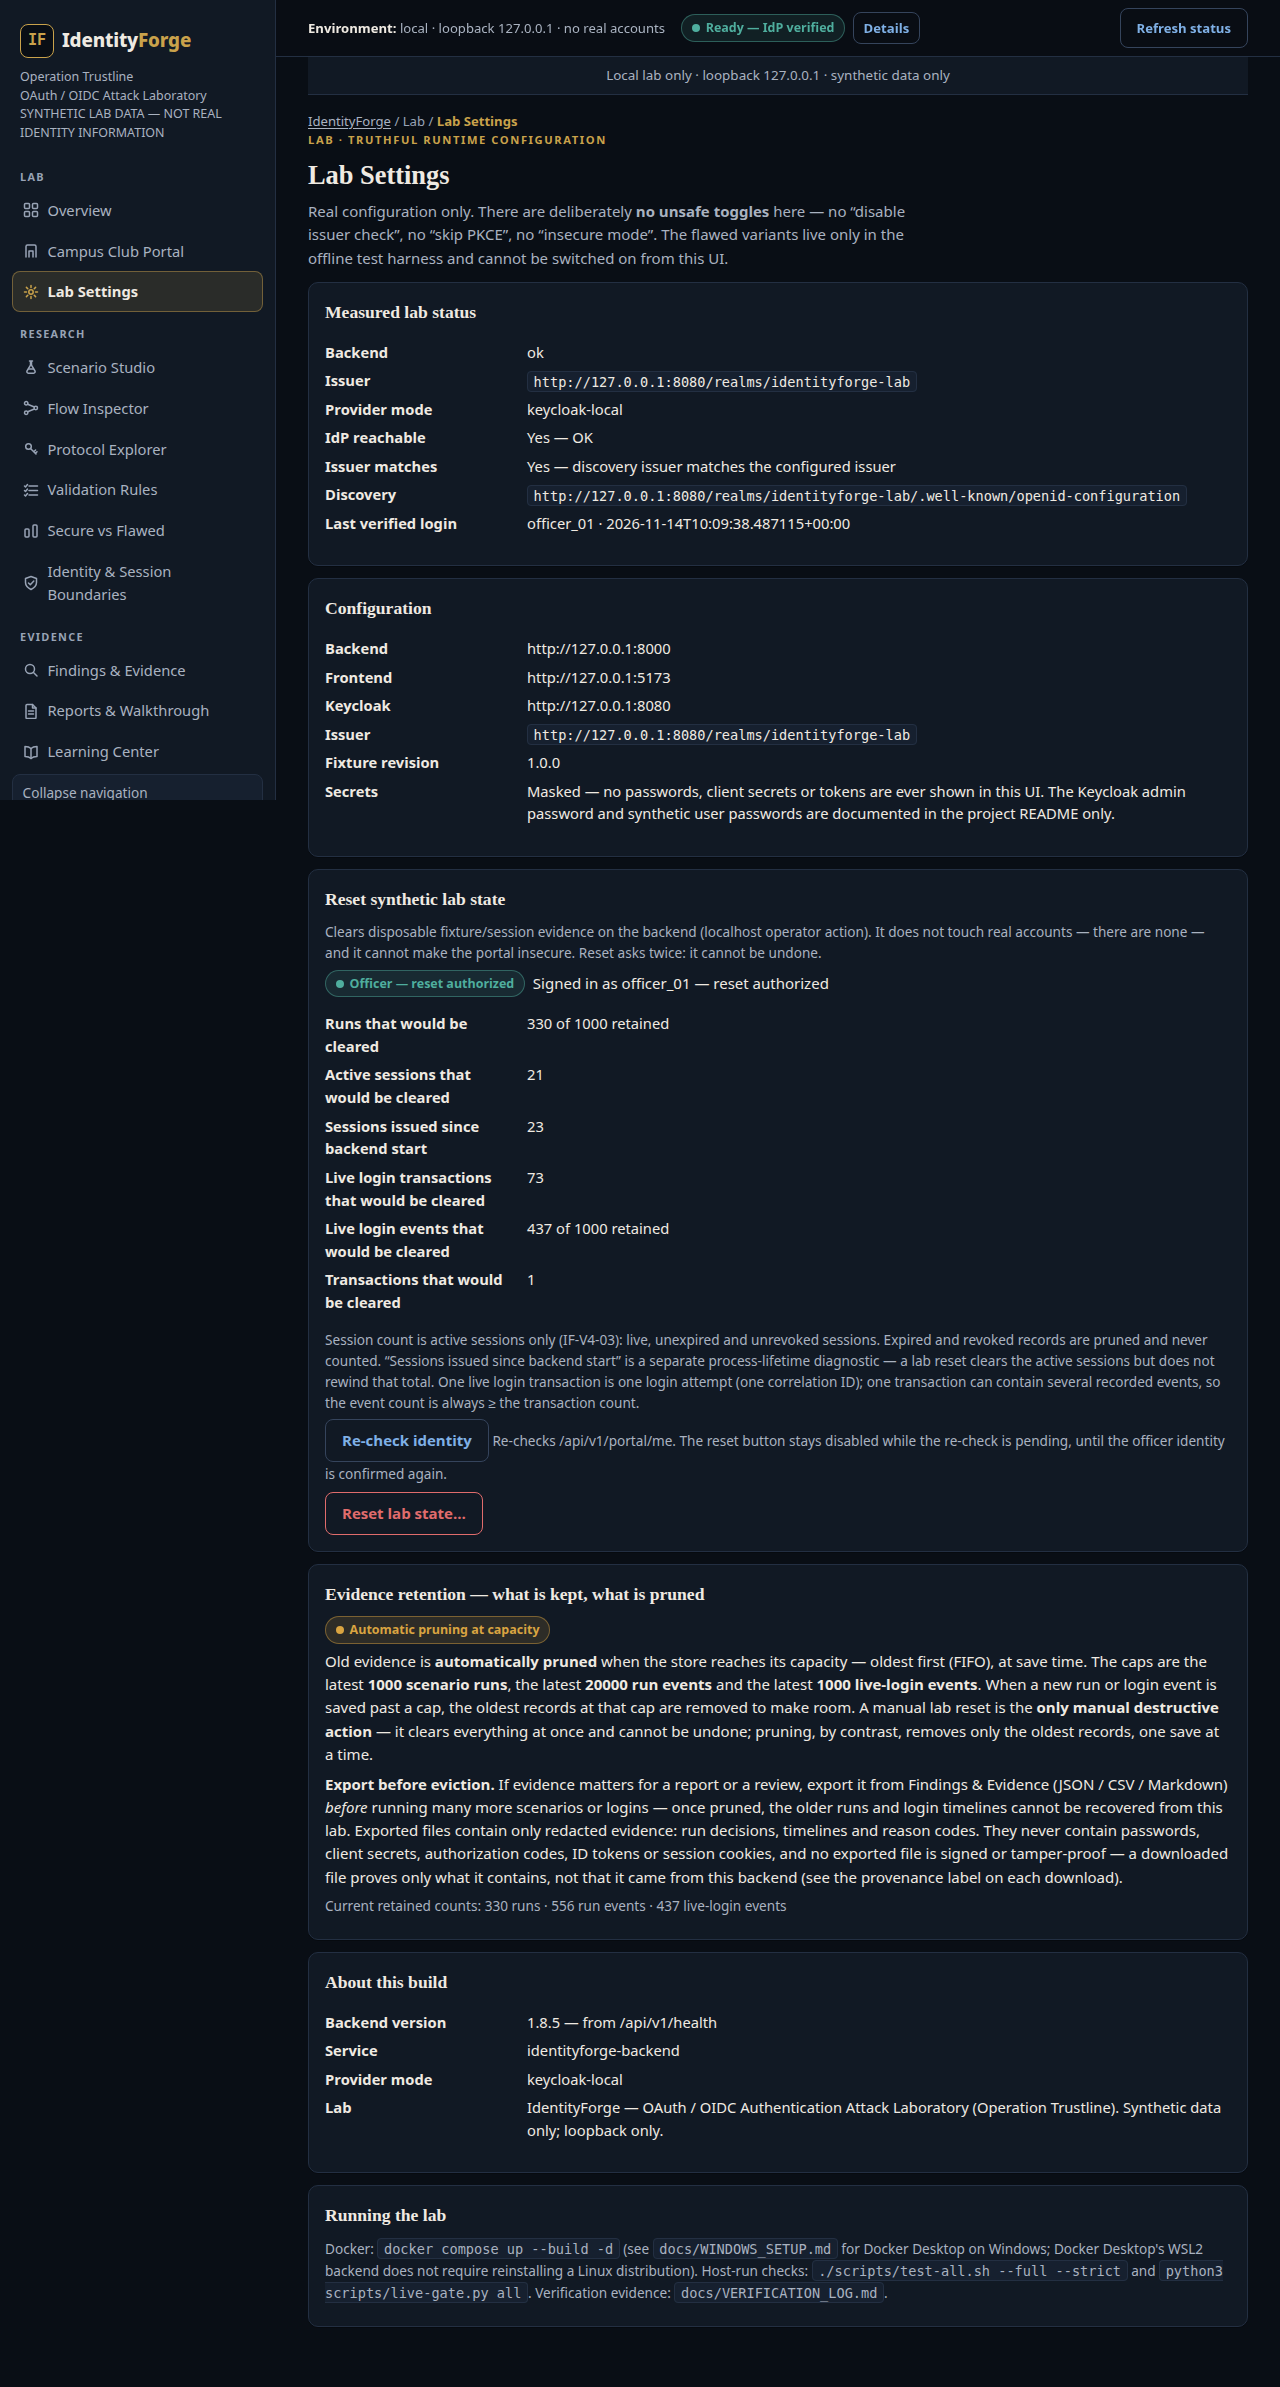 IF IdentityForge
Operation Trustline
OAuth / OIDC Attack Laboratory
SYNTHETIC LAB DATA — NOT REAL
IDENTITY INFORMATION
LAB
Overview
Campus Club Portal
Lab Settings
RESEARCH
Scenario Studio
Flow Inspector
Protocol Explorer
Validation Rules
Secure vs Flawed
Identity & Session
Boundaries
EVIDENCE
Findings & Evidence
Reports & Walkthrough
Learning Center
Collapse navigation
Environment: local · loopback 127.0.0.1 · no real accounts
Ready — IdP verified
Details
Refresh status
Local lab only · loopback 127.0.0.1 · synthetic data only
IdentityForge / Lab / Lab Settings
LAB · TRUTHFUL RUNTIME CONFIGURATION
Lab Settings
Real configuration only. There are deliberately no unsafe toggles here — no “disable
issuer check”, no “skip PKCE”, no “insecure mode”. The flawed variants live only in the
offline test harness and cannot be switched on from this UI.
Measured lab status
Backend ok
Issuer http://127.0.0.1:8080/realms/identityforge-lab
Provider mode keycloak-local
IdP reachable Yes — OK
Issuer matches Yes — discovery issuer matches the configured issuer
Discovery http://127.0.0.1:8080/realms/identityforge-lab/.well-known/openid-configuration
Last verified login officer_01 · 2026-11-14T10:09:38.487115+00:00
Configuration
Backend http://127.0.0.1:8000
Frontend http://127.0.0.1:5173
Keycloak http://127.0.0.1:8080
Issuer http://127.0.0.1:8080/realms/identityforge-lab
Fixture revision 1.0.0
Secrets Masked — no passwords, client secrets or tokens are ever shown in this UI. The Keycloak admin
password and synthetic user passwords are documented in the project README only.
Reset synthetic lab state
Clears disposable fixture/session evidence on the backend (localhost operator action). It does not touch real accounts — there are none —
and it cannot make the portal insecure. Reset asks twice: it cannot be undone.
Officer — reset authorized Signed in as officer_01 — reset authorized
Runs that would be 330 of 1000 retained
cleared
Active sessions that 21
would be cleared
Sessions issued since 23
backend start
Live login transactions 73
that would be cleared
Live login events that 437 of 1000 retained
would be cleared
Transactions that would 1
be cleared
Session count is active sessions only (IF-V4-03): live, unexpired and unrevoked sessions. Expired and revoked records are pruned and never
counted. “Sessions issued since backend start” is a separate process-lifetime diagnostic — a lab reset clears the active sessions but does not
rewind that total. One live login transaction is one login attempt (one correlation ID); one transaction can contain several recorded events, so
the event count is always ≥ the transaction count.
Re-check identity Re-checks /api/v1/portal/me. The reset button stays disabled while the re-check is pending, until the officer identity
is confirmed again.
Reset lab state…
Evidence retention — what is kept, what is pruned
Automatic pruning at capacity
Old evidence is automatically pruned when the store reaches its capacity — oldest first (FIFO), at save time. The caps are the
latest 1000 scenario runs, the latest 20000 run events and the latest 1000 live-login events. When a new run or login event is
saved past a cap, the oldest records at that cap are removed to make room. A manual lab reset is the only manual destructive
action — it clears everything at once and cannot be undone; pruning, by contrast, removes only the oldest records, one save at
a time.
Export before eviction. If evidence matters for a report or a review, export it from Findings & Evidence (JSON / CSV / Markdown)
before running many more scenarios or logins — once pruned, the older runs and login timelines cannot be recovered from this
lab. Exported files contain only redacted evidence: run decisions, timelines and reason codes. They never contain passwords,
client secrets, authorization codes, ID tokens or session cookies, and no exported file is signed or tamper-proof — a downloaded
file proves only what it contains, not that it came from this backend (see the provenance label on each download).
Current retained counts: 330 runs · 556 run events · 437 live-login events
About this build
Backend version 1.8.5 — from /api/v1/health
Service identityforge-backend
Provider mode keycloak-local
Lab IdentityForge — OAuth / OIDC Authentication Attack Laboratory (Operation Trustline). Synthetic data
only; loopback only.
Running the lab
Docker: docker compose up --build -d (see docs/WINDOWS_SETUP.md for Docker Desktop on Windows; Docker Desktop's WSL2
backend does not require reinstalling a Linux distribution). Host-run checks: ./scripts/test-all.sh --full --strict and python3
scripts/live-gate.py all. Verification evidence: docs/VERIFICATION_LOG.md.